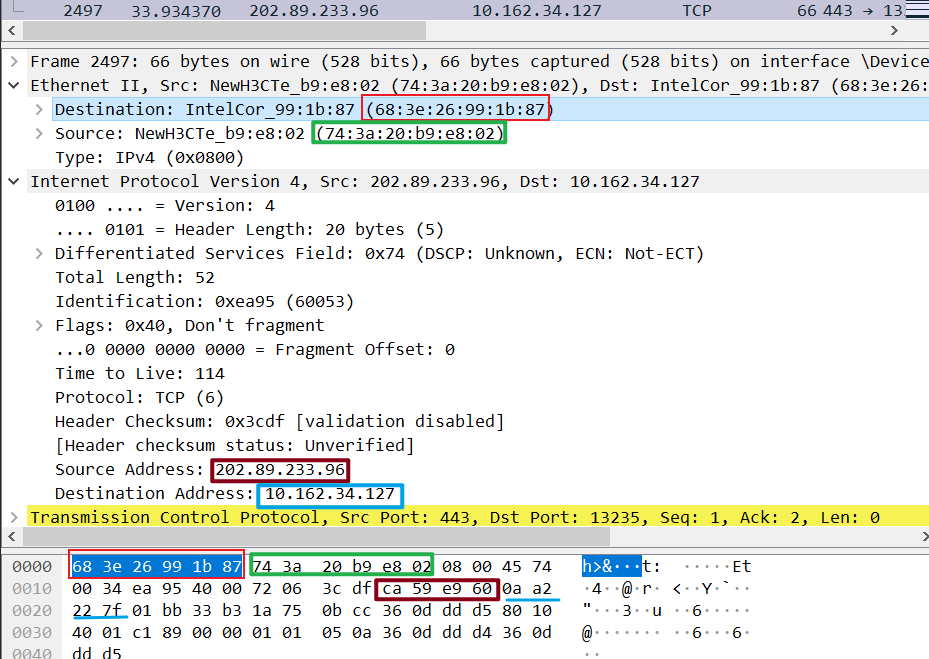 2497 33.934370 202.89.233.96 10.162.34.127 TCP 66 443 → 13
Frame 2497: 66 bytes on wire (528 bits), 66 bytes captured (528 bits) on interface \Device
Ethernet II, Src: NewH3CTe_b9:e8:02 (74:3a:20:b9:e8:02), Dst: IntelCor_99:1b:87 (68:3e:26:
Destination: IntelCor_99:1b:87 (68:3e:26:99:1b:87)
Source: NewH3CTe_b9:e8:02 (74:3a:20:b9:e8:02)
Type: IPv4 (0x0800)
Internet Protocol Version 4, Src: 202.89.233.96, Dst: 10.162.34.127
0100 .... = Version: 4
.... 0101 = Header Length: 20 bytes (5)
Differentiated Services Field: 0x74 (DSCP: Unknown, ECN: Not-ECT)
Total Length: 52
Identification: 0xea95 (60053)
Flags: 0x40, Don't fragment
...0 0000 0000 0000 = Fragment Offset: 0
Time to Live: 114
Protocol: TCP (6)
Header Checksum: 0x3cdf [validation disabled]
[Header checksum status: Unverified]
Source Address: 202.89.233.96
Destination Address: 10.162.34.127
Transmission Control Protocol, Src Port: 443, Dst Port: 13235, Seq: 1, Ack: 2, Len: 0
0000 68 3e 26 99 1b 87 74 3a 20 b9 e8 02 08 00 45 74 h>&···t: ·····Et
0010 00 34 ea 95 40 00 72 06 3c df ca 59 e9 60 0a a2 ·4··@·r· <··Y·`··
0020 22 7f 01 bb 33 b3 1a 75 0b cc 36 0d dd d5 80 10 "···3··u ··6·····
0030 40 01 c1 89 00 00 01 01 05 0a 36 0d dd d4 36 0d @······· ··6···6·
0040 dd d5 ··